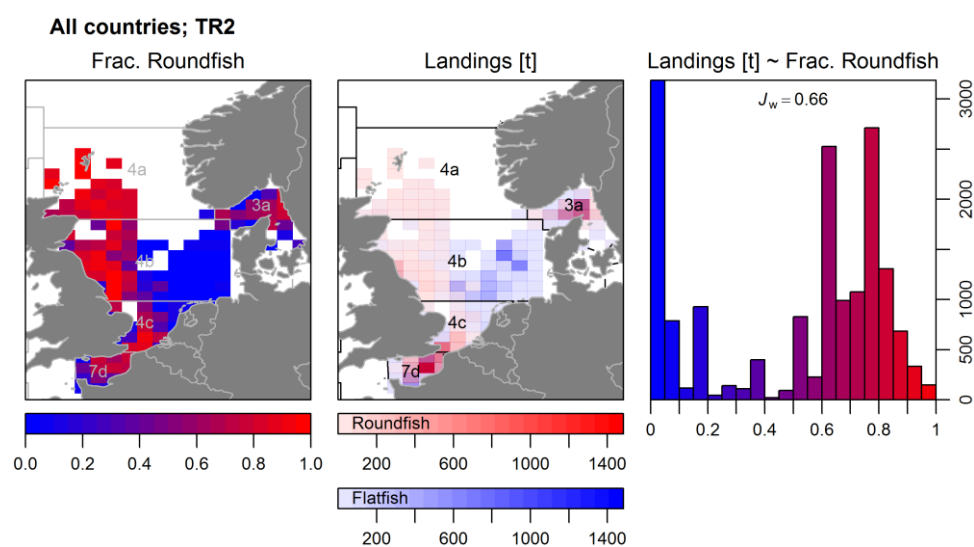 All countries; TR2
Frac. Roundfish
Landings [t]
Landings [t] ~ Frac. Roundfish
4a
3a
4b
4c
7d
4a
3a
4b
4c
7d
Jw = 0.66
3000
2000
1000
500
0
0 0.2 0.4 0.6 0.8 1
0.0 0.2 0.4 0.6 0.8 1.0
Roundfish
200 600 1000 1400
Flatfish
200 600 1000 1400